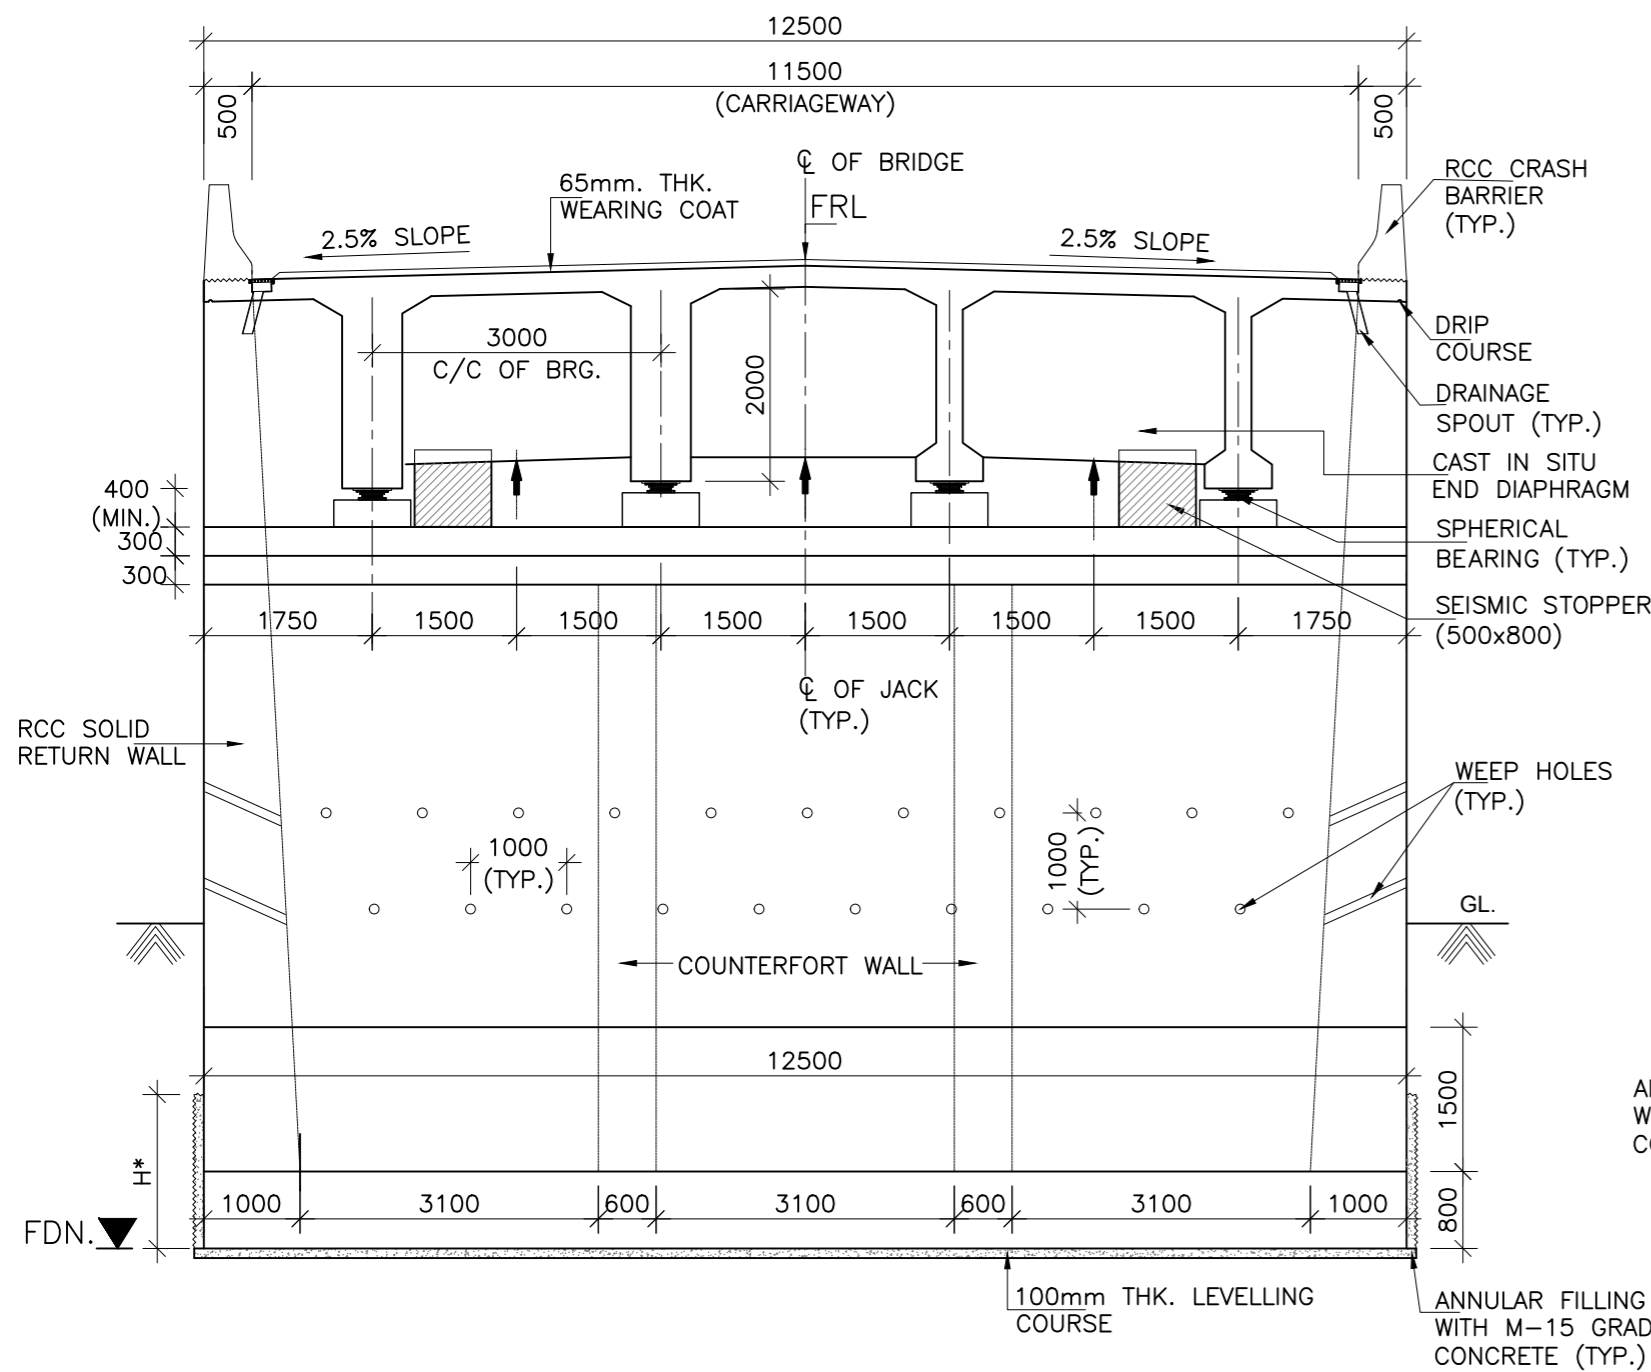 12500
11500
(CARRIAGEWAY)
500
500
℄ OF BRIDGE
FRL
65mm. THK.
WEARING COAT
2.5% SLOPE
2.5% SLOPE
RCC CRASH
BARRIER
(TYP.)
3000
C/C OF BRG.
2000
DRIP
COURSE
DRAINAGE
SPOUT (TYP.)
CAST IN SITU
END DIAPHRAGM
SPHERICAL
BEARING (TYP.)
SEISMIC STOPPER
(500x800)
400
(MIN.)
300
300
1750
1500
1500
1500
1500
1500
1500
1750
℄ OF JACK
(TYP.)
RCC SOLID
RETURN WALL
WEEP HOLES
(TYP.)
1000
(TYP.)
1000
(TYP.)
GL.
COUNTERFORT WALL
12500
1500
H*
1000
3100
600
3100
600
3100
1000
800
FDN.
100mm THK. LEVELLING
COURSE
ANNULAR FILLING
WITH M-15 GRAD
CONCRETE (TYP.)